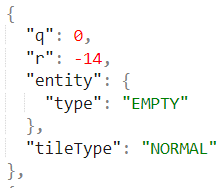 {
"q": 0,
"r": -14,
"entity": {
"type": "EMPTY"
},
"tileType": "NORMAL"
},